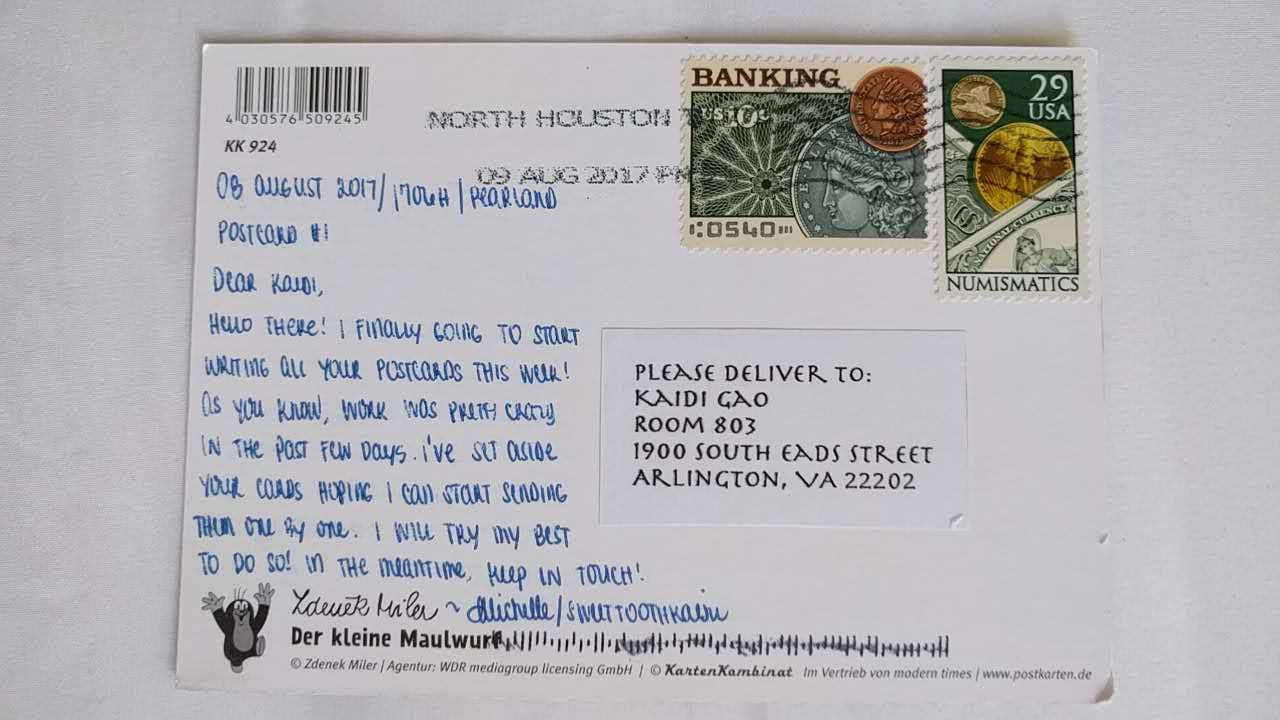 4 030576 509245
KK 924
NORTH HOUSTON
09 AUG 2017 PM
BANKING
US 10c
29
USA
NATIONAL CURRENCY
NUMISMATICS
08 AUGUST 2017/1706H/PEARLAND
POSTCARD #1
DEAR KAIDI,
HELLO THERE! I FINALLY GOING TO START
WRITING ALL YOUR POSTCARDS THIS WEEK!
AS YOU KNOW, WORK WAS PRETTY CRAZY
IN THE PAST FEW DAYS. I'VE SET ASIDE
YOUR CARDS HOPING I CAN START SENDING
THEM ONE BY ONE. I WILL TRY MY BEST
TO DO SO! IN THE MEANTIME, KEEP IN TOUCH!
~ Michelle/SWEETTOOTHKAIJU
PLEASE DELIVER TO:
KAIDI GAO
ROOM 803
1900 SOUTH EADS STREET
ARLINGTON, VA 22202
Zdeněk Miler
Der kleine Maulwurf
© Zdenek Miler | Agentur: WDR mediagroup licensing GmbH | © KartenKombinat Im Vertrieb von modern times | www.postkarten.de